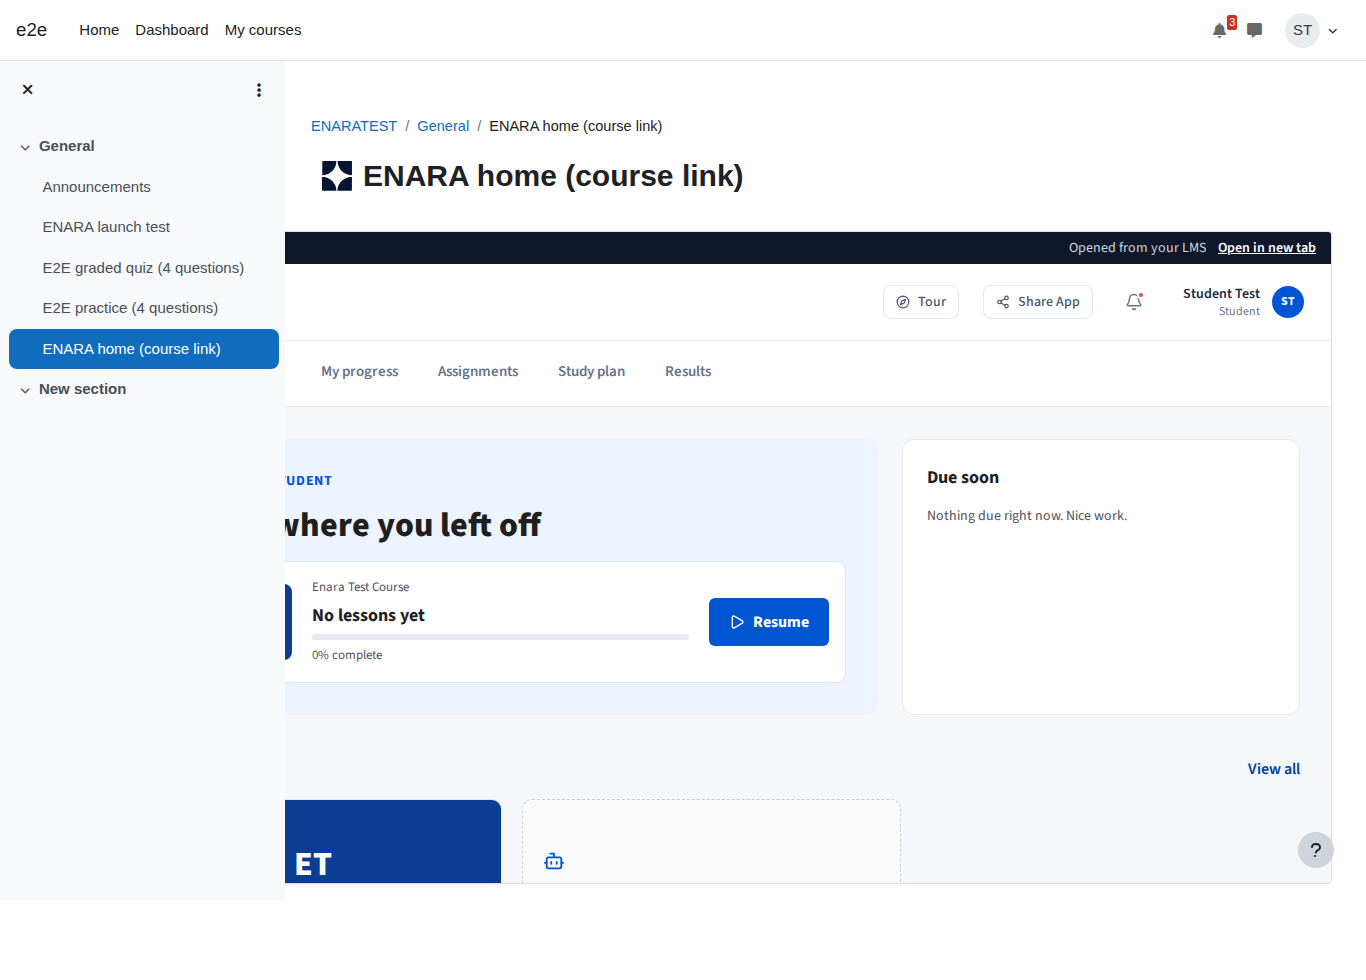 e2e
Home
Dashboard
My courses
3
ST
General
Announcements
ENARA launch test
E2E graded quiz (4 questions)
E2E practice (4 questions)
ENARA home (course link)
New section
ENARATEST / General / ENARA home (course link)
ENARA home (course link)
Opened from your LMS Open in new tab
Tour
Share App
Student Test
Student
ST
My progress
Assignments
Study plan
Results
UDENT
where you left off
Enara Test Course
No lessons yet
0% complete
Resume
Due soon
Nothing due right now. Nice work.
View all
ET
?